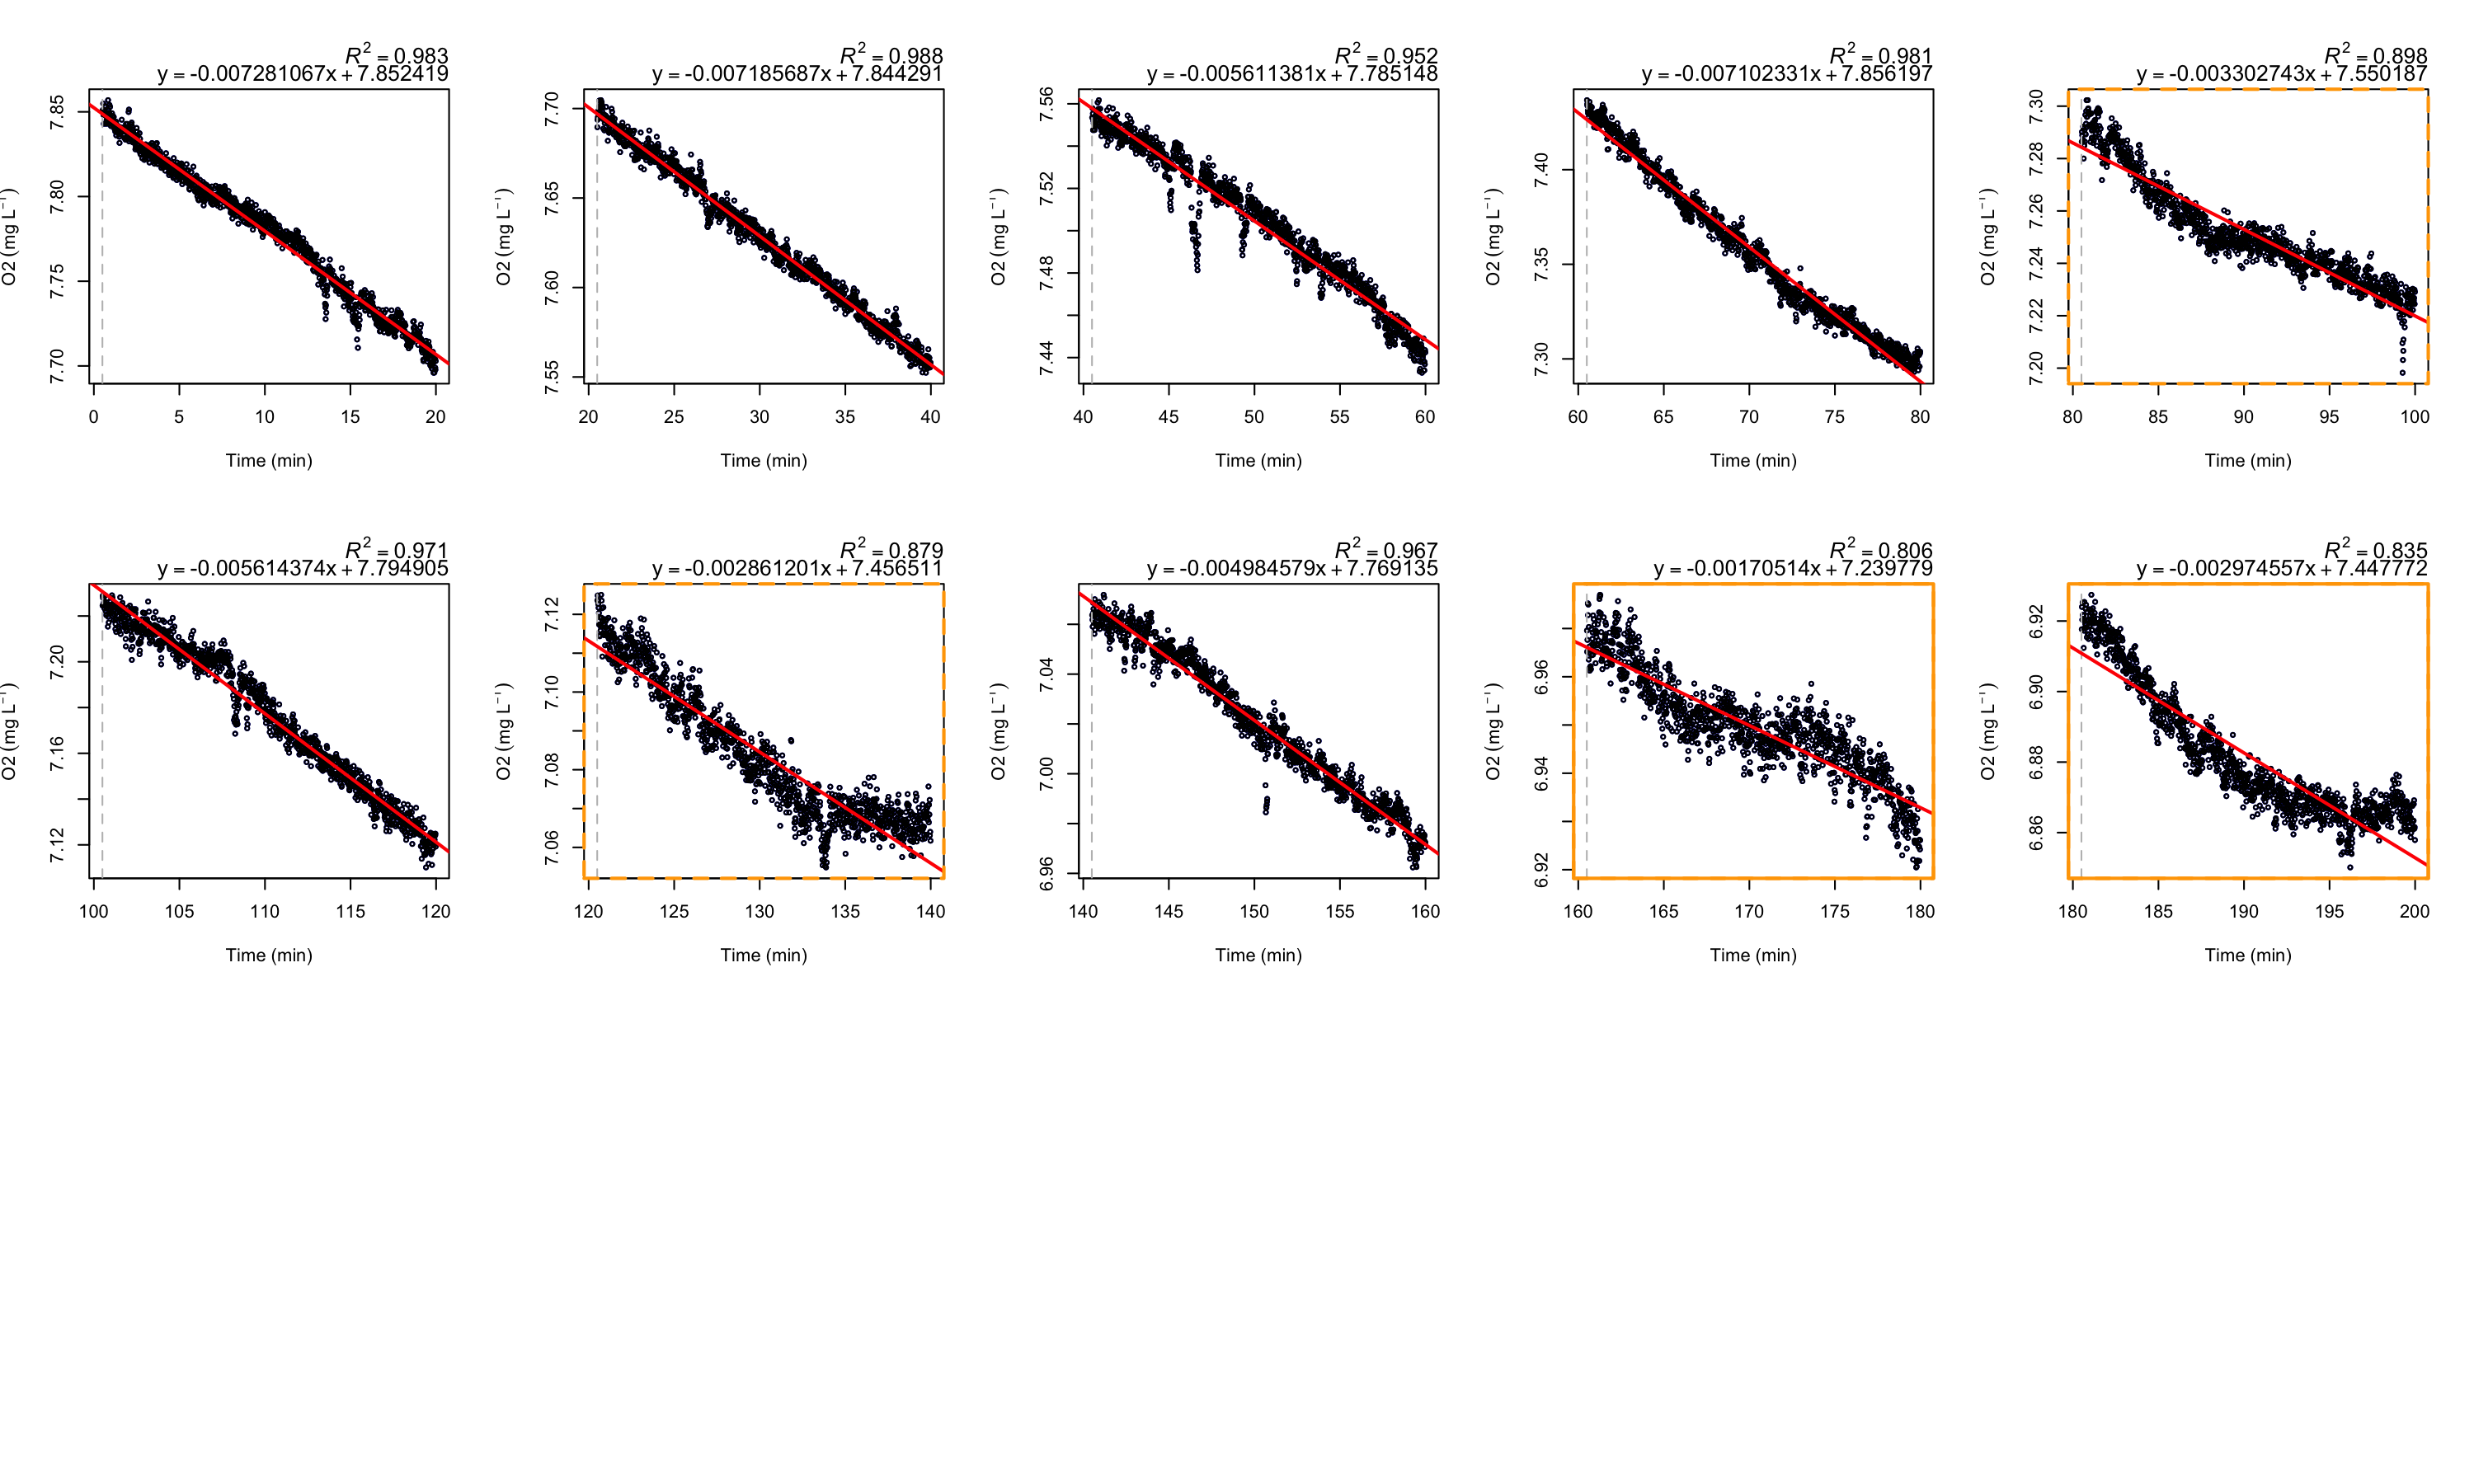 R² = 0.983
y = -0.007281067x + 7.852419
O2 (mg L⁻¹)
7.85
7.80
7.75
7.70
0 5 10 15 20
Time (min)
R² = 0.988
y = -0.007185687x + 7.844291
O2 (mg L⁻¹)
7.70
7.65
7.60
7.55
20 25 30 35 40
Time (min)
R² = 0.952
y = -0.005611381x + 7.785148
O2 (mg L⁻¹)
7.56
7.52
7.48
7.44
40 45 50 55 60
Time (min)
R² = 0.981
y = -0.007102331x + 7.856197
O2 (mg L⁻¹)
7.40
7.35
7.30
60 65 70 75 80
Time (min)
R² = 0.898
y = -0.003302743x + 7.550187
O2 (mg L⁻¹)
7.30
7.28
7.26
7.24
7.22
7.20
80 85 90 95 100
Time (min)
R² = 0.971
y = -0.005614374x + 7.794905
O2 (mg L⁻¹)
7.20
7.16
7.12
100 105 110 115 120
Time (min)
R² = 0.879
y = -0.002861201x + 7.456511
O2 (mg L⁻¹)
7.12
7.10
7.08
7.06
120 125 130 135 140
Time (min)
R² = 0.967
y = -0.004984579x + 7.769135
O2 (mg L⁻¹)
7.04
7.00
6.96
140 145 150 155 160
Time (min)
R² = 0.806
y = -0.00170514x + 7.239779
O2 (mg L⁻¹)
6.96
6.94
6.92
160 165 170 175 180
Time (min)
R² = 0.835
y = -0.002974557x + 7.447772
O2 (mg L⁻¹)
6.92
6.90
6.88
6.86
180 185 190 195 200
Time (min)